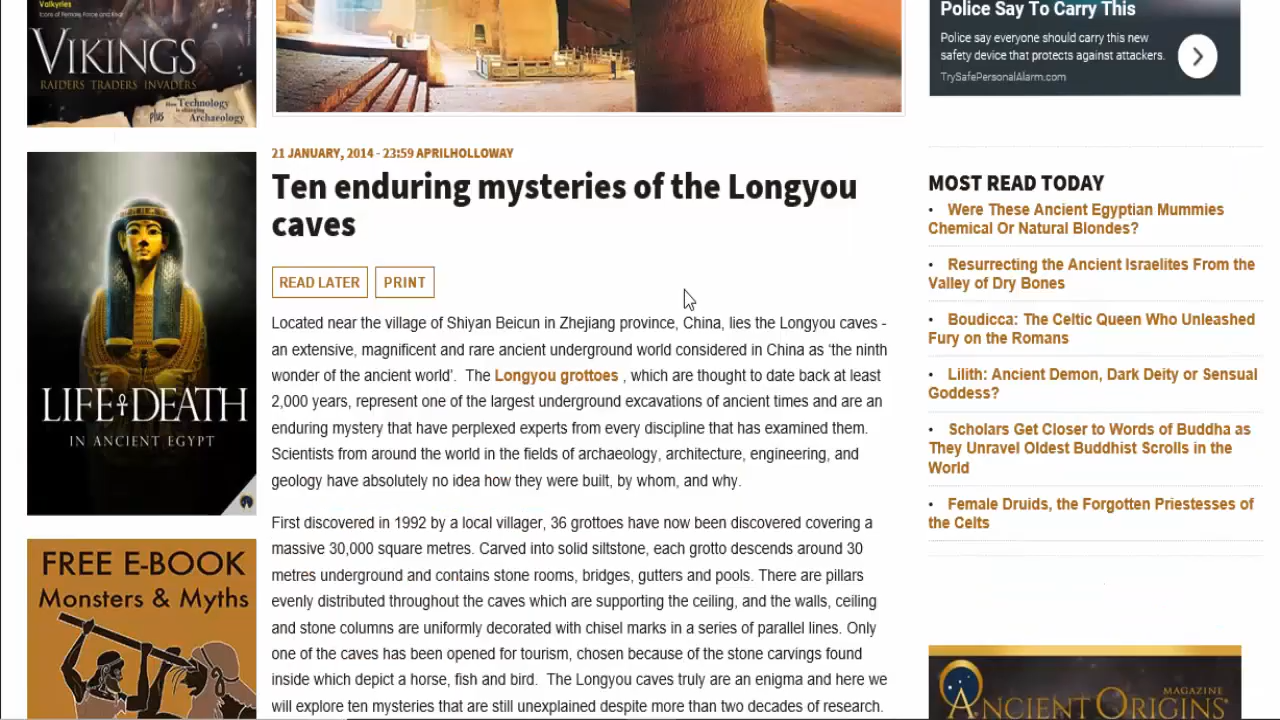 Valkyries
VIKINGS
RAIDERS TRADERS INVADERS
How Technology
is changing
plus Archaeology
LIFE DEATH
IN ANCIENT EGYPT
FREE E-BOOK
Monsters & Myths
21 JANUARY, 2014 - 23:59 APRILHOLLOWAY
Ten enduring mysteries of the Longyou
caves
READ LATER PRINT
Located near the village of Shiyan Beicun in Zhejiang province, China, lies the Longyou caves -
an extensive, magnificent and rare ancient underground world considered in China as ‘the ninth
wonder of the ancient world’. The Longyou grottoes , which are thought to date back at least
2,000 years, represent one of the largest underground excavations of ancient times and are an
enduring mystery that have perplexed experts from every discipline that has examined them.
Scientists from around the world in the fields of archaeology, architecture, engineering, and
geology have absolutely no idea how they were built, by whom, and why.
First discovered in 1992 by a local villager, 36 grottoes have now been discovered covering a
massive 30,000 square metres. Carved into solid siltstone, each grotto descends around 30
metres underground and contains stone rooms, bridges, gutters and pools. There are pillars
evenly distributed throughout the caves which are supporting the ceiling, and the walls, ceiling
and stone columns are uniformly decorated with chisel marks in a series of parallel lines. Only
one of the caves has been opened for tourism, chosen because of the stone carvings found
inside which depict a horse, fish and bird. The Longyou caves truly are an enigma and here we
will explore ten mysteries that are still unexplained despite more than two decades of research.
Police Say To Carry This
Police say everyone should carry this new
safety device that protects against attackers.
TrySafePersonalAlarm.com
MOST READ TODAY
• Were These Ancient Egyptian Mummies
Chemical Or Natural Blondes?
• Resurrecting the Ancient Israelites From the
Valley of Dry Bones
• Boudicca: The Celtic Queen Who Unleashed
Fury on the Romans
• Lilith: Ancient Demon, Dark Deity or Sensual
Goddess?
• Scholars Get Closer to Words of Buddha as
They Unravel Oldest Buddhist Scrolls in the
World
• Female Druids, the Forgotten Priestesses of
the Celts
MAGAZINE
ANCIENT ORIGINS